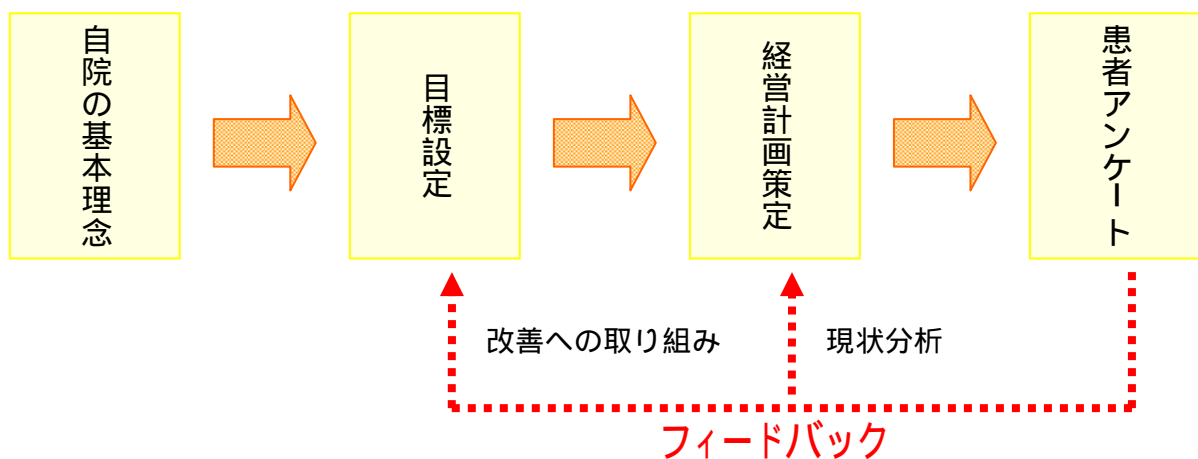 自院の基本理念
目標設定
経営計画策定
患者アンケート
改善への取り組み
現状分析
フィードバック